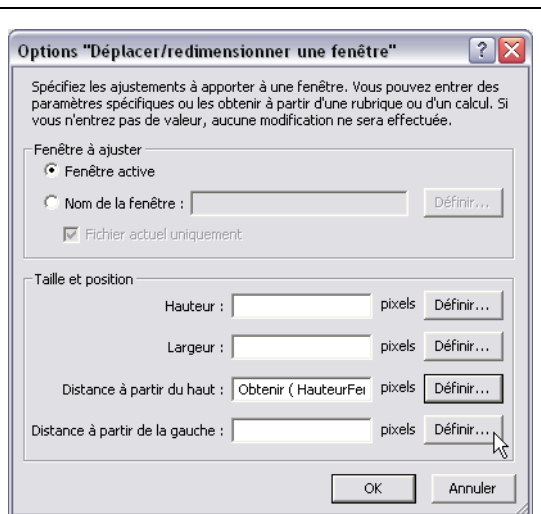 Options "Déplacer/redimensionner une fenêtre"
Spécifiez les ajustements à apporter à une fenêtre. Vous pouvez entrer des
paramètres spécifiques ou les obtenir à partir d'une rubrique ou d'un calcul. Si
vous n'entrez pas de valeur, aucune modification ne sera effectuée.
Fenêtre à ajuster
Fenêtre active
Nom de la fenêtre : Définir...
Fichier actuel uniquement
Taille et position
Hauteur : pixels Définir...
Largeur : pixels Définir...
Distance à partir du haut : Obtenir ( HauteurFe pixels Définir...
Distance à partir de la gauche : pixels Définir...
OK Annuler